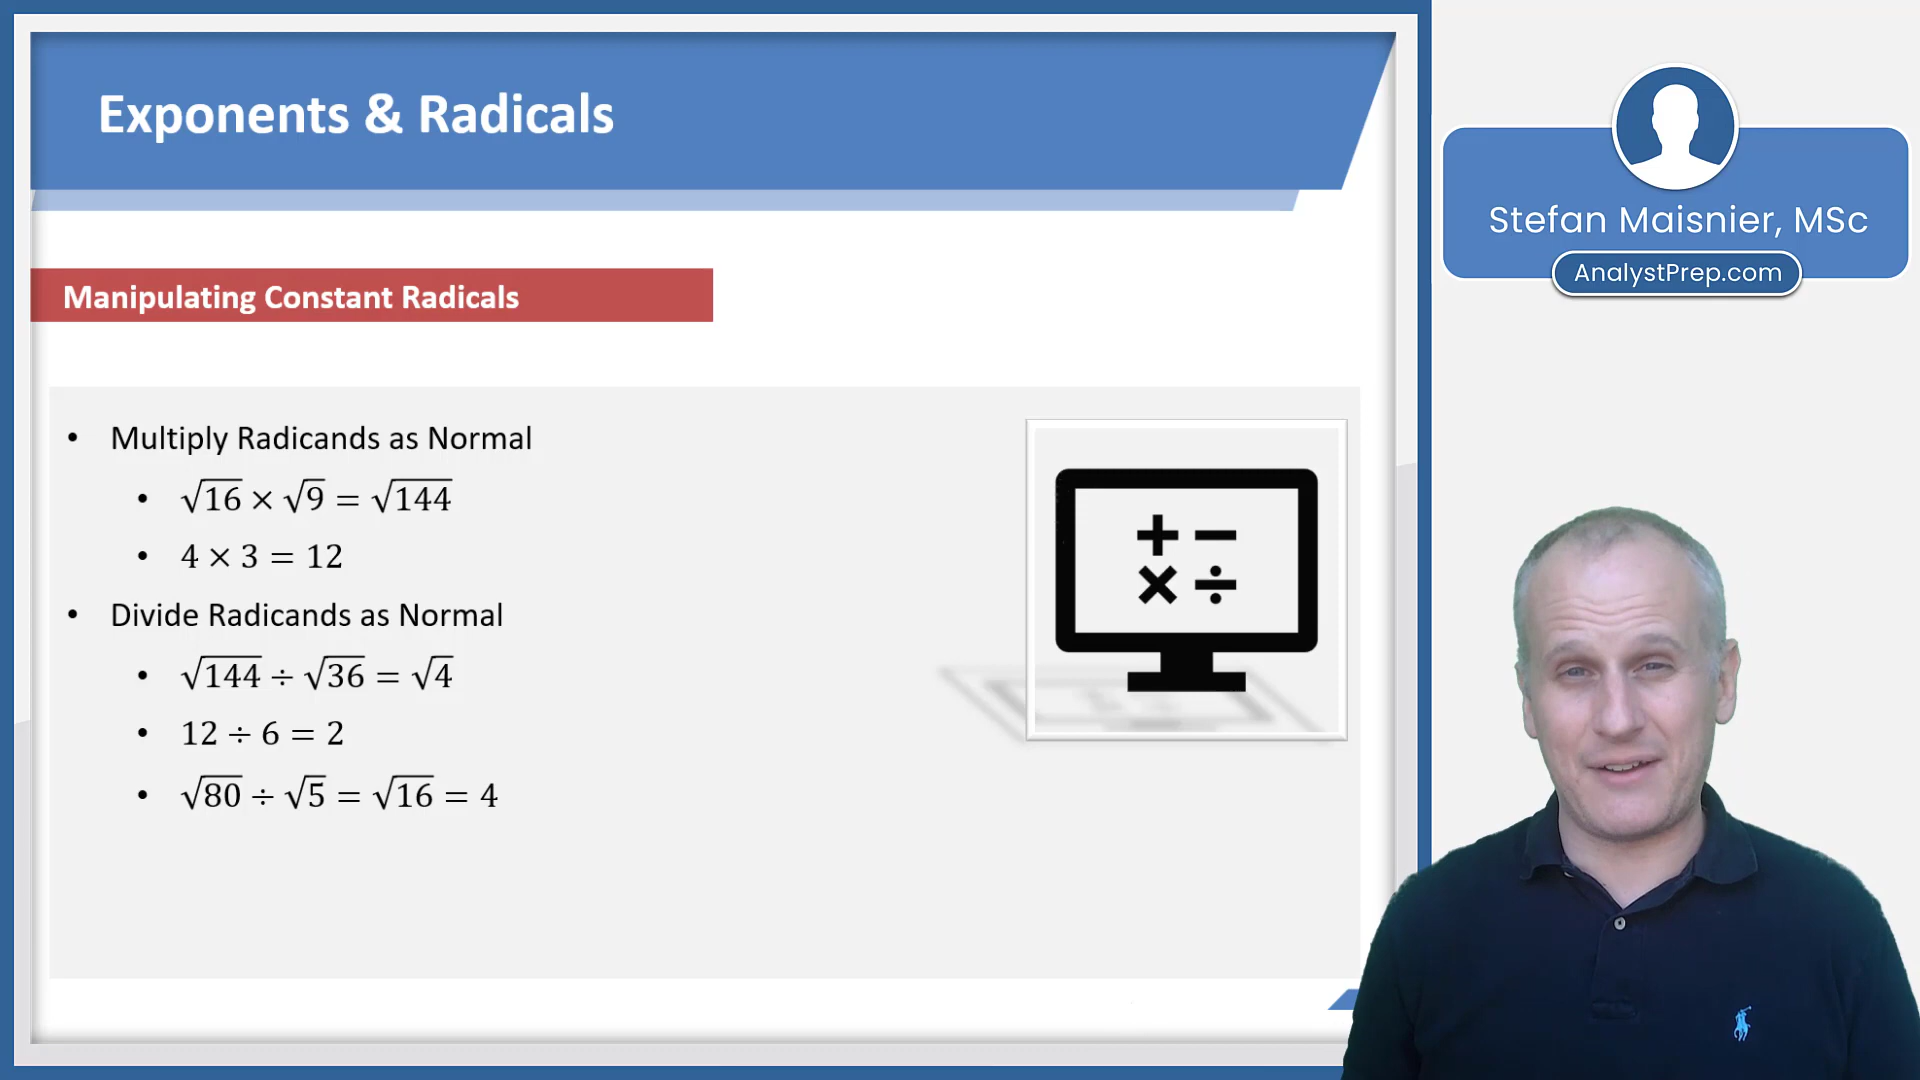 Exponents & Radicals
Stefan Maisnier, MSc
AnalystPrep.com
Manipulating Constant Radicals
• Multiply Radicands as Normal
• √16 × √9 = √144
• 4 × 3 = 12
• Divide Radicands as Normal
• √144 ÷ √36 = √4
• 12 ÷ 6 = 2
• √80 ÷ √5 = √16 = 4
+ −
× ÷